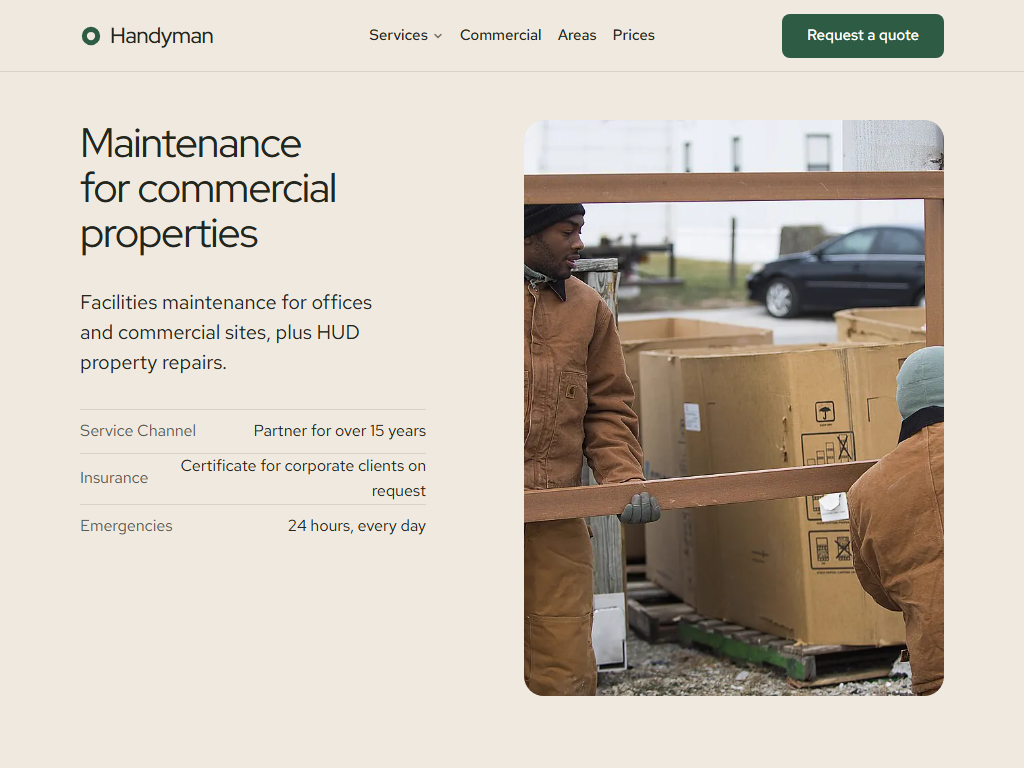 Handyman
Services
Commercial
Areas
Prices
Request a quote
Maintenance
for commercial
properties
Facilities maintenance for offices
and commercial sites, plus HUD
property repairs.
Service Channel
Partner for over 15 years
Insurance
Certificate for corporate clients on
request
Emergencies
24 hours, every day